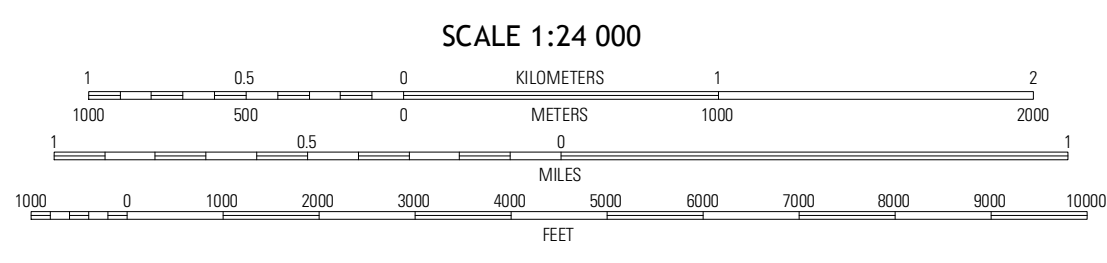 SCALE 1:24 000
1 0.5 0 KILOMETERS 1 2
1000 500 0 METERS 1000 2000
1 0.5 0 1
MILES
1000 0 1000 2000 3000 4000 5000 6000 7000 8000 9000 10000
FEET